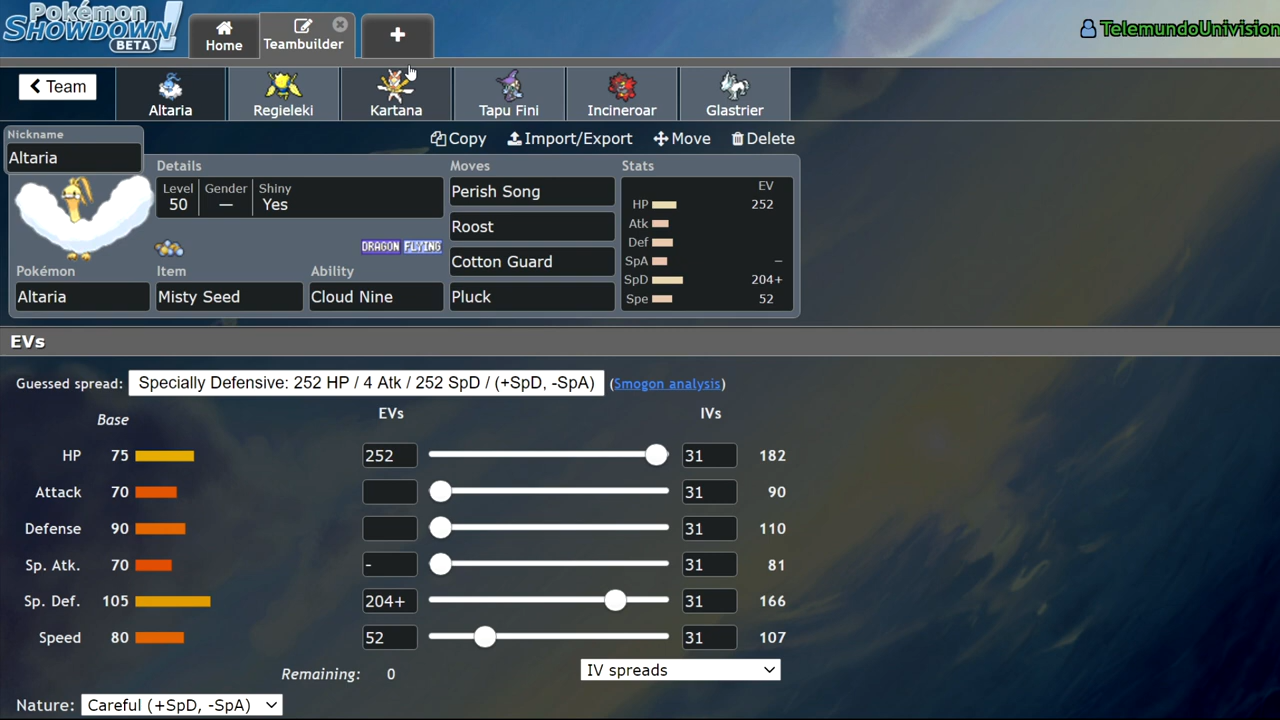 Pokémon
SHOWDOWN!
BETA
Home
Teambuilder
+
TelemundoUnivision
Team
Altaria
Regieleki
Kartana
Tapu Fini
Incineroar
Glastrier
Nickname
Altaria
Copy
Import/Export
Move
Delete
Details
Level
50
Gender
—
Shiny
Yes
DRAGON FLYING
Pokémon
Altaria
Item
Misty Seed
Ability
Cloud Nine
Moves
Perish Song
Roost
Cotton Guard
Pluck
Stats
EV
HP 252
Atk
Def
SpA –
SpD 204+
Spe 52
EVs
Guessed spread: Specially Defensive: 252 HP / 4 Atk / 252 SpD / (+SpD, -SpA) (Smogon analysis)
Base EVs IVs
HP 75 252 31 182
Attack 70 31 90
Defense 90 31 110
Sp. Atk. 70 - 31 81
Sp. Def. 105 204+ 31 166
Speed 80 52 31 107
Remaining: 0
IV spreads
Nature: Careful (+SpD, -SpA)